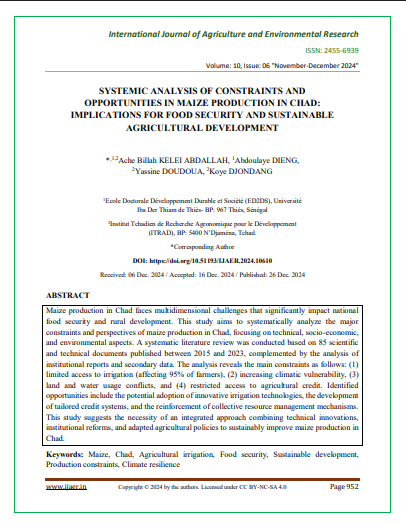 International Journal of Agriculture and Environmental Research
ISSN: 2455-6939
Volume: 10, Issue: 06 "November-December 2024"
SYSTEMIC ANALYSIS OF CONSTRAINTS AND
OPPORTUNITIES IN MAIZE PRODUCTION IN CHAD:
IMPLICATIONS FOR FOOD SECURITY AND SUSTAINABLE
AGRICULTURAL DEVELOPMENT
*,1,2Ache Billah KELEI ABDALLAH, 1Abdoulaye DIENG,
2Yassine DOUDOUA, 2Koye DJONDANG
1Ecole Doctorale Développement Durable et Société (ED2DS), Université
Iba Der Thiam de Thiès- BP: 967 Thiès, Sénégal
2Institut Tchadien de Recherche Agronomique pour le Développement
(ITRAD), BP: 5400 N'Djaména, Tchad.
*Corresponding Author
DOI: https://doi.org/10.51193/IJAER.2024.10610
Received: 06 Dec. 2024 / Accepted: 16 Dec. 2024 / Published: 26 Dec. 2024
ABSTRACT
Maize production in Chad faces multidimensional challenges that significantly impact national
food security and rural development. This study aims to systematically analyze the major
constraints and perspectives of maize production in Chad, focusing on technical, socio-economic,
and environmental aspects. A systematic literature review was conducted based on 85 scientific
and technical documents published between 2015 and 2023, complemented by the analysis of
institutional reports and secondary data. The analysis reveals the main constraints as follows: (1)
limited access to irrigation (affecting 95% of farmers), (2) increasing climatic vulnerability, (3)
land and water usage conflicts, and (4) restricted access to agricultural credit. Identified
opportunities include the potential adoption of innovative irrigation technologies, the development
of tailored credit systems, and the reinforcement of collective resource management mechanisms.
This study suggests the necessity of an integrated approach combining technical innovations,
institutional reforms, and adapted agricultural policies to sustainably improve maize production in
Chad.
Keywords: Maize, Chad, Agricultural irrigation, Food security, Sustainable development,
Production constraints, Climate resilience
www.ijaer.in Copyright © 2024 by the authors. Licensed under CC BY-NC-SA 4.0 Page 952